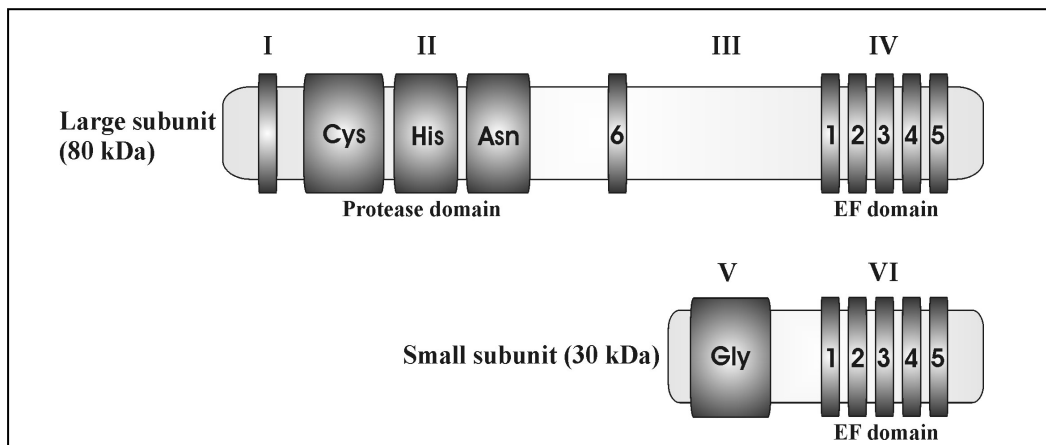 I II III IV
Large subunit
(80 kDa)
Cys His Asn 6 1 2 3 4 5
Protease domain EF domain
V VI
Small subunit (30 kDa) Gly 1 2 3 4 5
EF domain